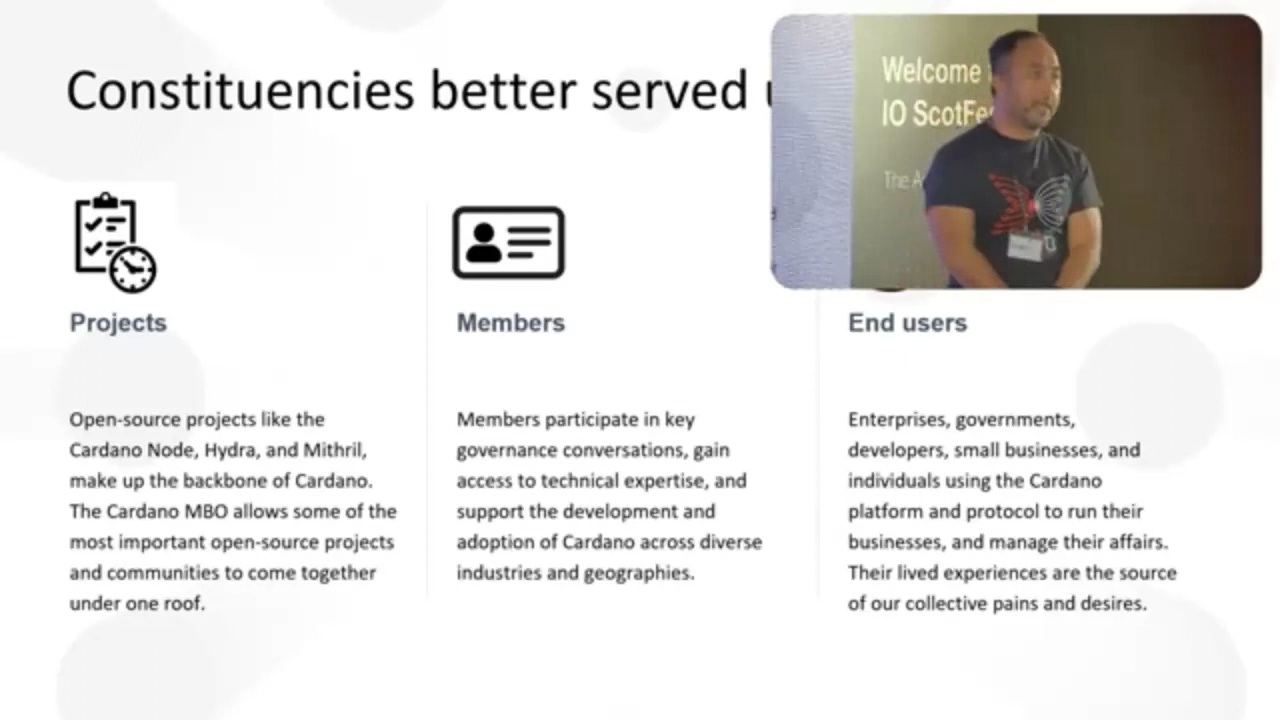 Constituencies better served
Welcome
IO ScotFes
The A
Projects
Open-source projects like the
Cardano Node, Hydra, and Mithril,
make up the backbone of Cardano.
The Cardano MBO allows some of the
most important open-source projects
and communities to come together
under one roof.
Members
Members participate in key
governance conversations, gain
access to technical expertise, and
support the development and
adoption of Cardano across diverse
industries and geographies.
End users
Enterprises, governments,
developers, small businesses, and
individuals using the Cardano
platform and protocol to run their
businesses, and manage their affairs.
Their lived experiences are the source
of our collective pains and desires.